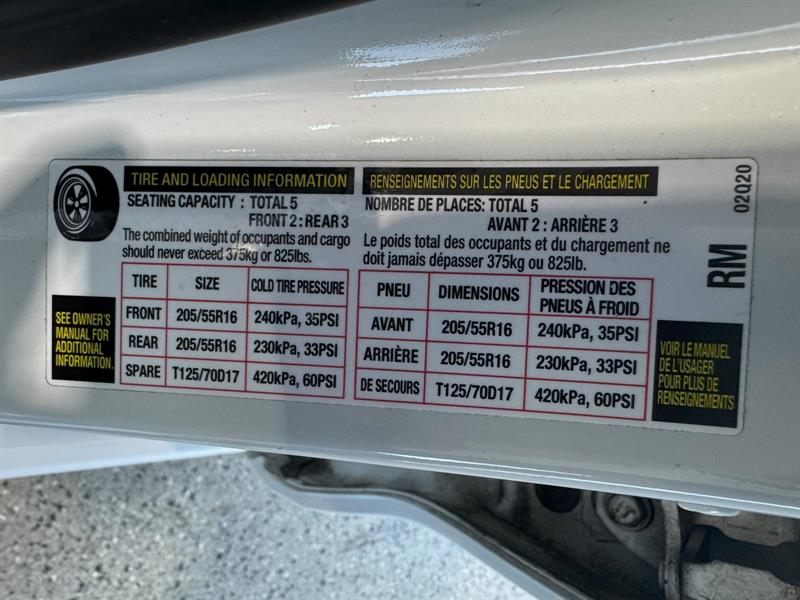 TIRE AND LOADING INFORMATION
SEATING CAPACITY : TOTAL 5
FRONT 2 : REAR 3
The combined weight of occupants and cargo
should never exceed 375kg or 825lbs.
TIRE SIZE COLD TIRE PRESSURE
FRONT 205/55R16 240kPa, 35PSI
REAR 205/55R16 230kPa, 33PSI
SPARE T125/70D17 420kPa, 60PSI
SEE OWNER'S
MANUAL FOR
ADDITIONAL
INFORMATION.
RENSEIGNEMENTS SUR LES PNEUS ET LE CHARGEMENT
NOMBRE DE PLACES: TOTAL 5
AVANT 2 : ARRIÈRE 3
Le poids total des occupants et du chargement ne
doit jamais dépasser 375kg ou 825lb.
PNEU DIMENSIONS PRESSION DES
PNEUS À FROID
AVANT 205/55R16 240kPa, 35PSI
ARRIÈRE 205/55R16 230kPa, 33PSI
DE SECOURS T125/70D17 420kPa, 60PSI
VOIR LE MANUEL
DE L'USAGER
POUR PLUS DE
RENSEIGNEMENTS
RM 02Q20